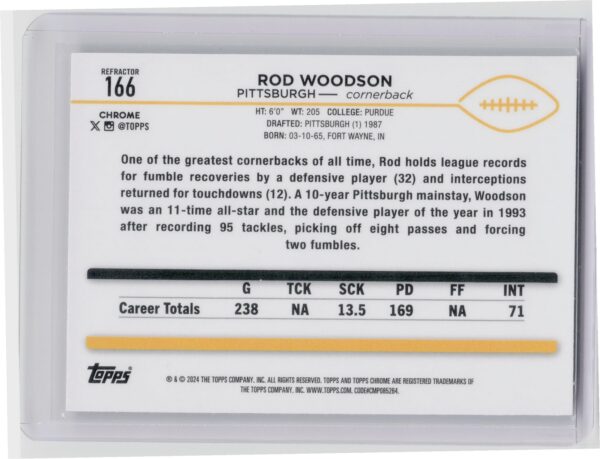 REFRACTOR
166
ROD WOODSON
PITTSBURGH — cornerback
CHROME
@TOPPS
HT: 6'0" WT: 205 COLLEGE: PURDUE
DRAFTED: PITTSBURGH (1) 1987
BORN: 03-10-65, FORT WAYNE, IN
One of the greatest cornerbacks of all time, Rod holds league records
for fumble recoveries by a defensive player (32) and interceptions
returned for touchdowns (12). A 10-year Pittsburgh mainstay, Woodson
was an 11-time all-star and the defensive player of the year in 1993
after recording 95 tackles, picking off eight passes and forcing
two fumbles.
G TCK SCK PD FF INT
Career Totals 238 NA 13.5 169 NA 71
Topps
® & © 2024 THE TOPPS COMPANY, INC. ALL RIGHTS RESERVED. TOPPS AND TOPPS CHROME ARE REGISTERED TRADEMARKS OF
THE TOPPS COMPANY, INC. WWW.TOPPS.COM. CODE#CMP085264.